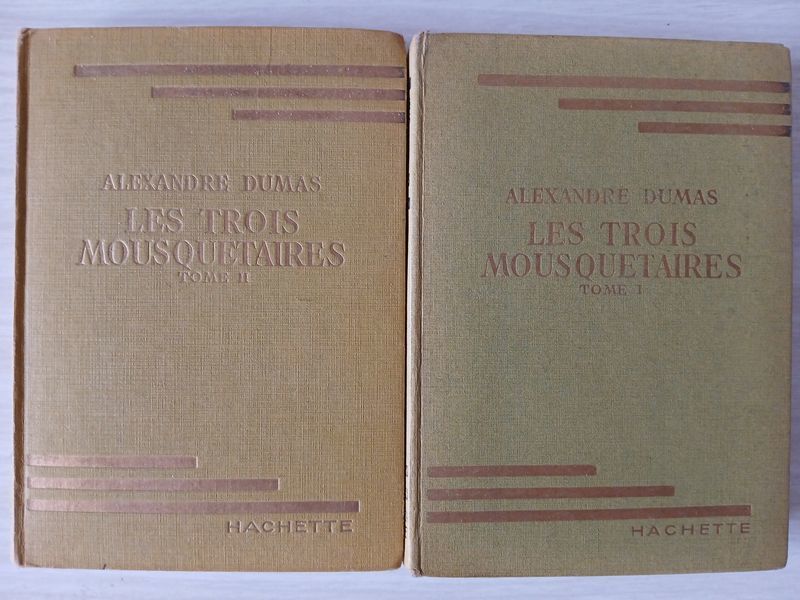 ALEXANDRE DUMAS
LES TROIS
MOUSQUETAIRES
TOME II
HACHETTE
ALEXANDRE DUMAS
LES TROIS
MOUSQUETAIRES
TOME I
HACHETTE